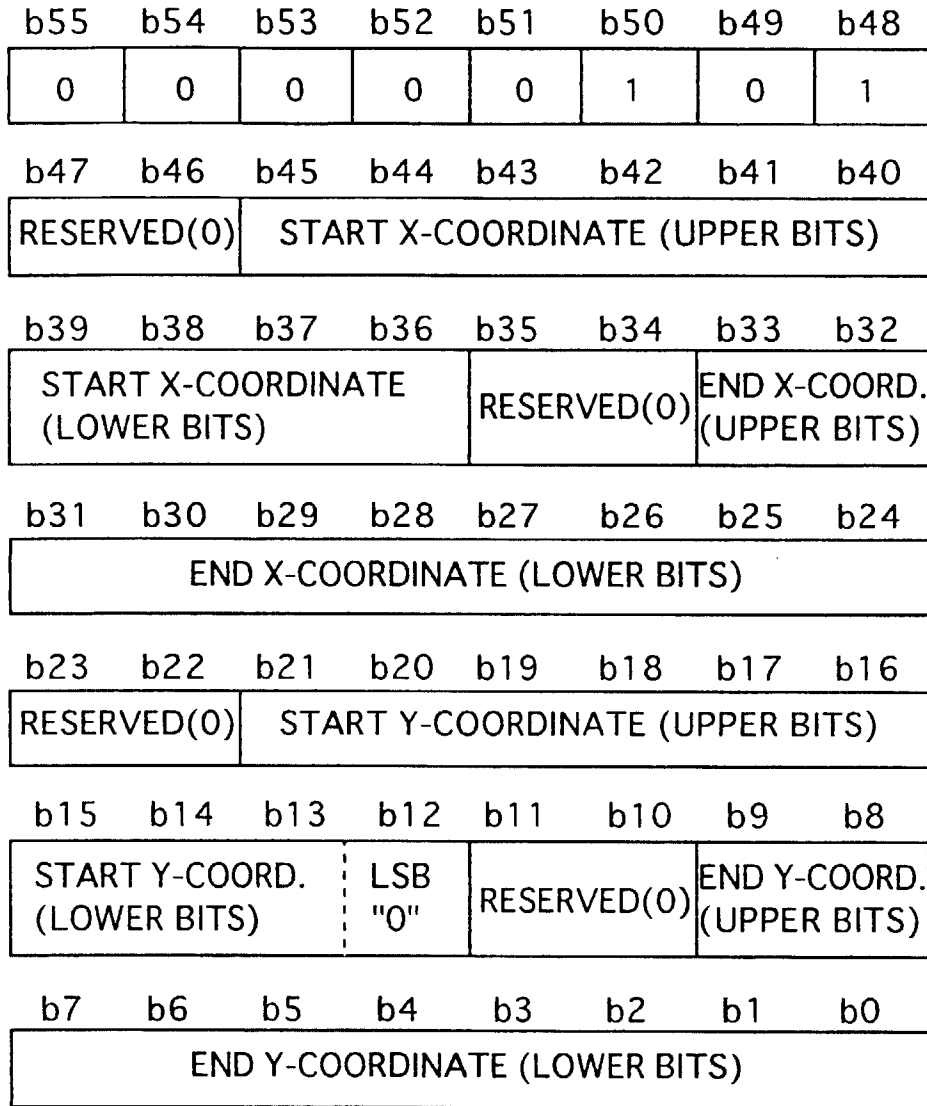 b55 b54 b53 b52 b51 b50 b49 b48
0 0 0 0 0 1 0 1
b47 b46 b45 b44 b43 b42 b41 b40
RESERVED(0) START X-COORDINATE (UPPER BITS)
b39 b38 b37 b36 b35 b34 b33 b32
START X-COORDINATE
(LOWER BITS)
RESERVED(0)
END X-COORD.
(UPPER BITS)
b31 b30 b29 b28 b27 b26 b25 b24
END X-COORDINATE (LOWER BITS)
b23 b22 b21 b20 b19 b18 b17 b16
RESERVED(0) START Y-COORDINATE (UPPER BITS)
b15 b14 b13 b12 b11 b10 b9 b8
START Y-COORD.
(LOWER BITS)
LSB
"0"
RESERVED(0)
END Y-COORD.
(UPPER BITS)
b7 b6 b5 b4 b3 b2 b1 b0
END Y-COORDINATE (LOWER BITS)